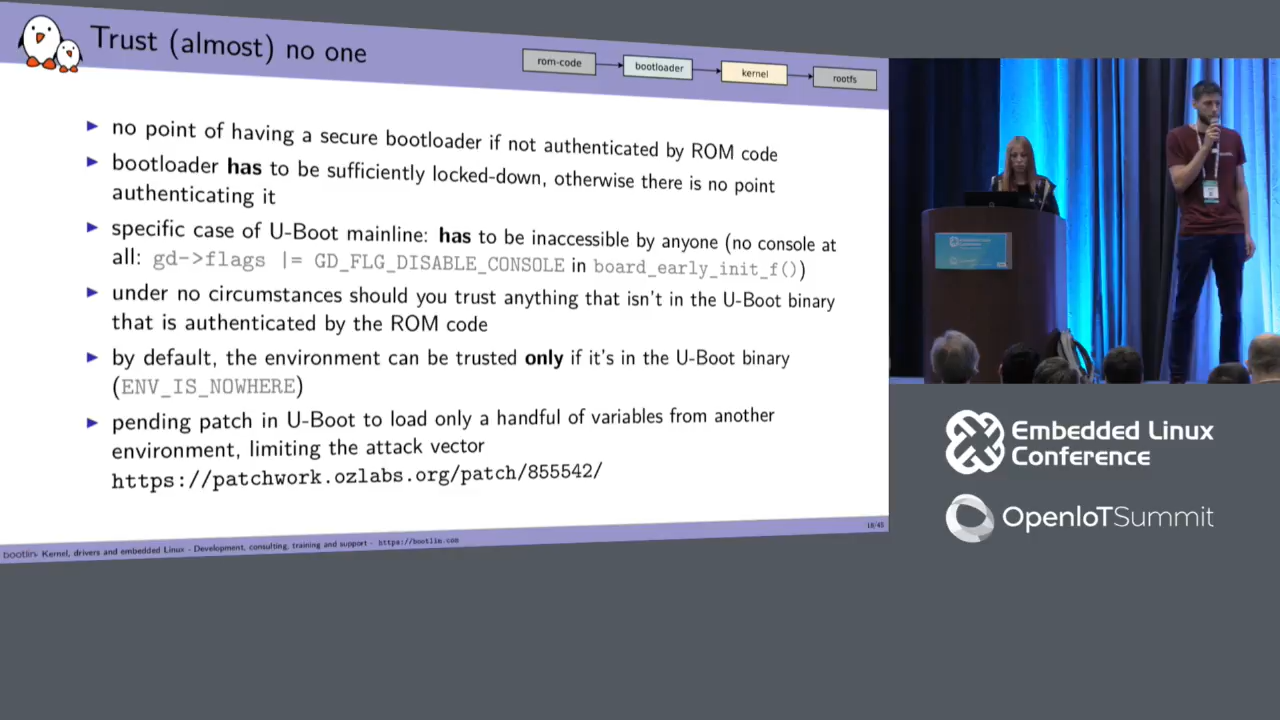 Trust (almost) no one
rom-code
bootloader
kernel
rootfs
▶ no point of having a secure bootloader if not authenticated by ROM code
▶ bootloader has to be sufficiently locked-down, otherwise there is no point
authenticating it
▶ specific case of U-Boot mainline: has to be inaccessible by anyone (no console at
all: gd->flags |= GD_FLG_DISABLE_CONSOLE in board_early_init_f())
▶ under no circumstances should you trust anything that isn't in the U-Boot binary
that is authenticated by the ROM code
▶ by default, the environment can be trusted only if it's in the U-Boot binary
(ENV_IS_NOWHERE)
▶ pending patch in U-Boot to load only a handful of variables from another
environment, limiting the attack vector
https://patchwork.ozlabs.org/patch/855542/
bootlin- Kernel, drivers and embedded Linux - Development, consulting, training and support - https://bootlin.com
Embedded Linux
Conference
OpenIoTSummit